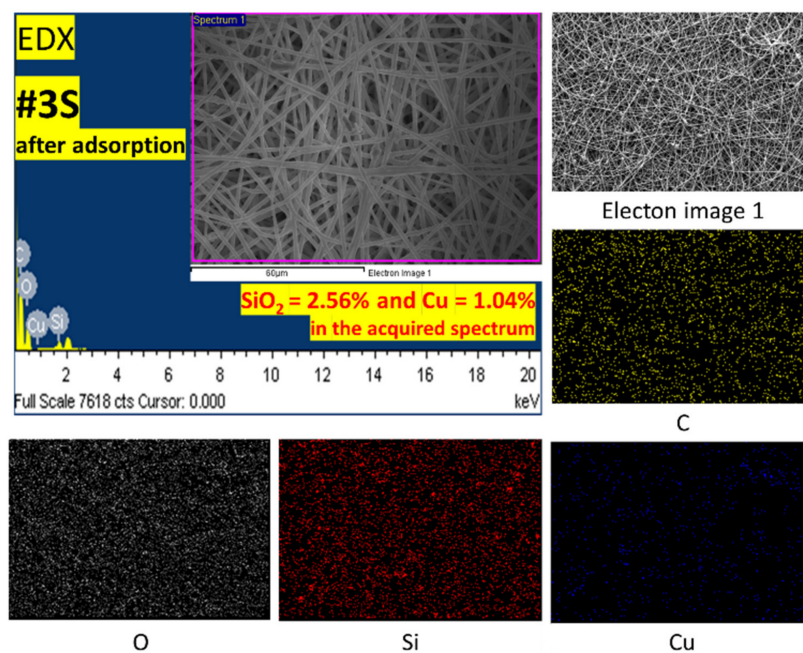 EDX
#3S
after adsorption
Spectrum 1
60µm Electron Image 1
SiO2 = 2.56% and Cu = 1.04%
in the acquired spectrum
C
O
Cu
Si
2 4 6 8 10 12 14 16 18 20
Full Scale 7618 cts Cursor: 0.000 keV
Electon image 1
C
O
Si
Cu